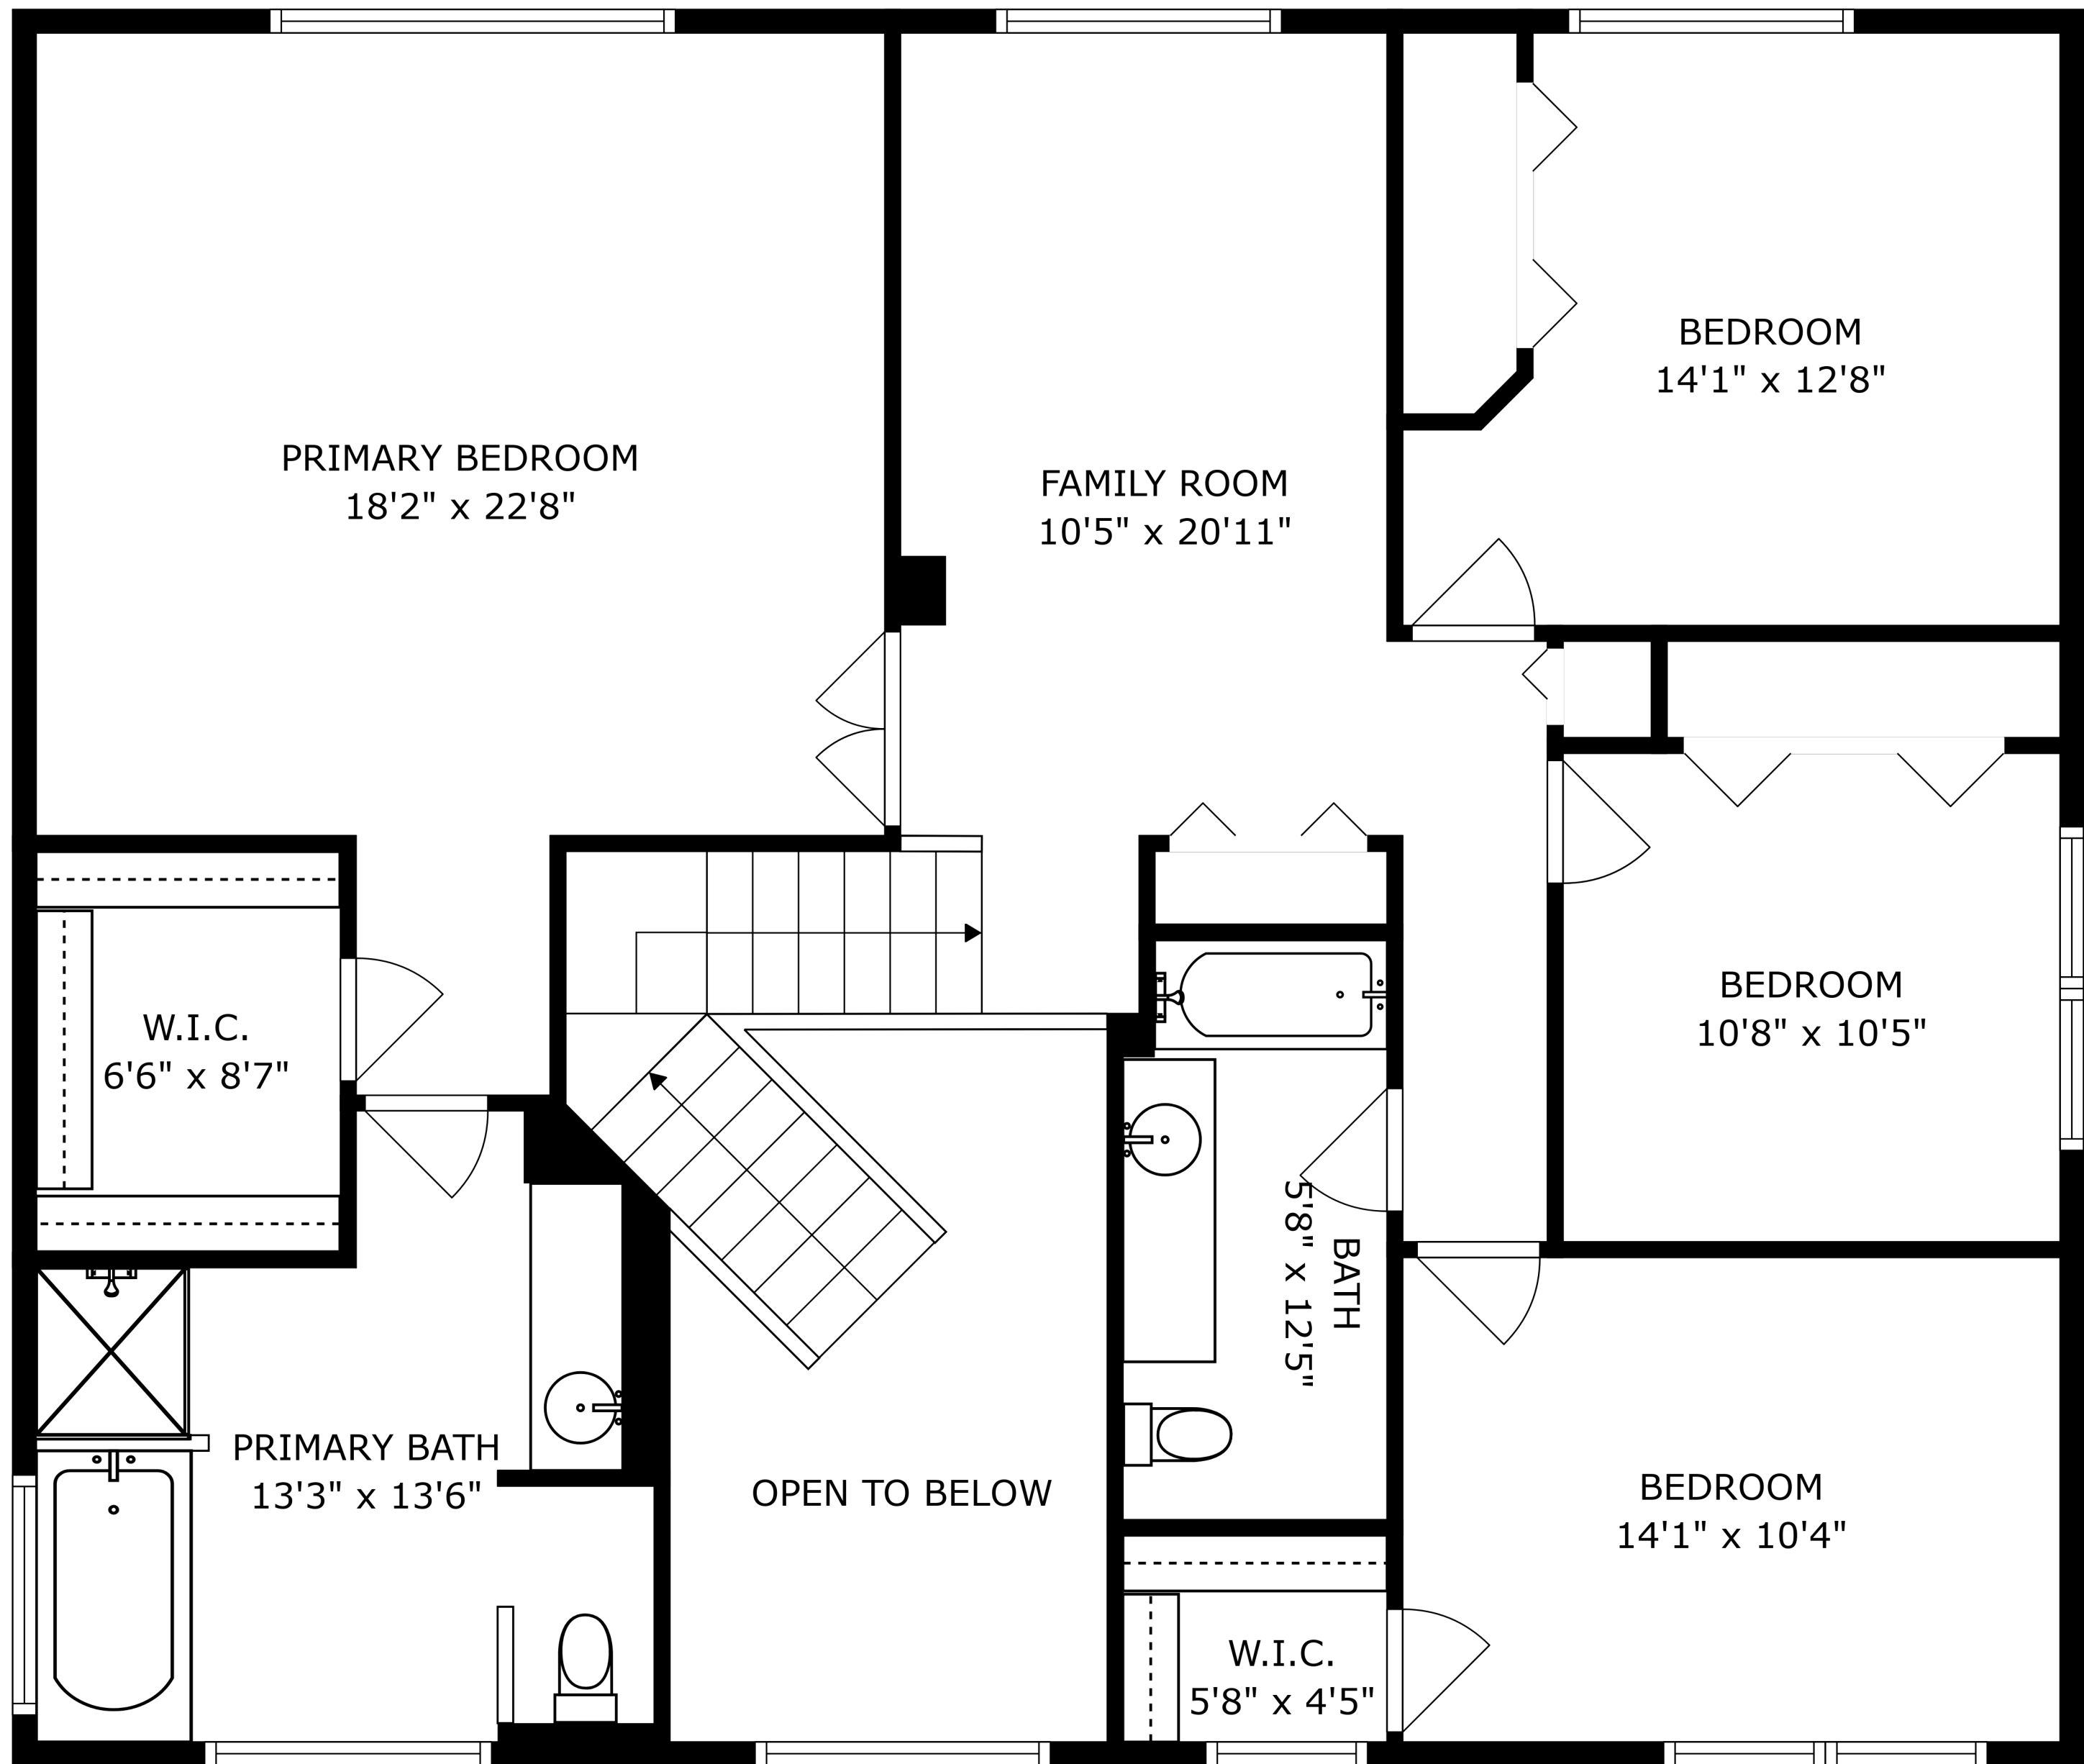 BEDROOM
14'1" x 12'8"
PRIMARY BEDROOM
18'2" x 22'8"
FAMILY ROOM
10'5" x 20'11"
BEDROOM
10'8" x 10'5"
W.I.C.
6'6" x 8'7"
BATH
5'8" x 12'5"
PRIMARY BATH
13'3" x 13'6"
OPEN TO BELOW
BEDROOM
14'1" x 10'4"
W.I.C.
5'8" x 4'5"